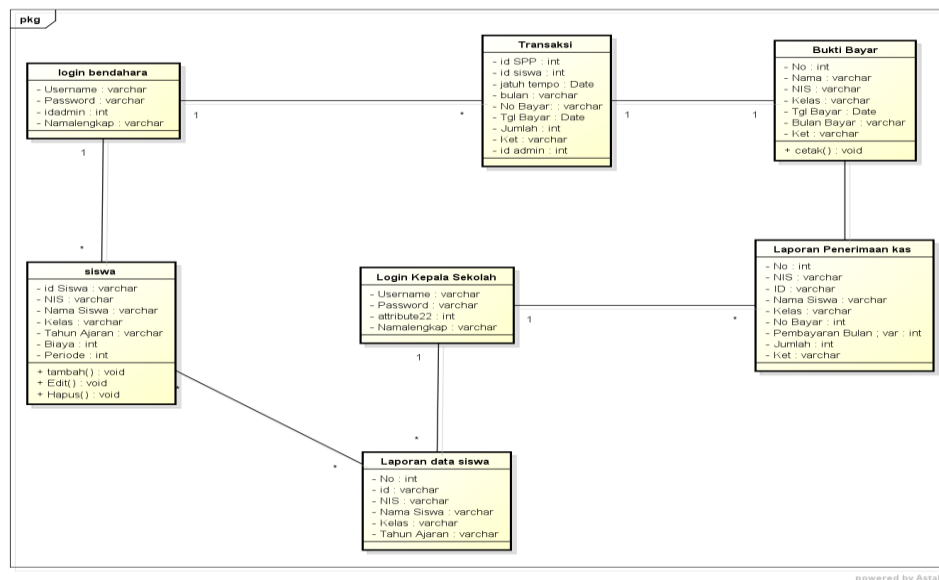 pkg
login bendahara
- Username : varchar
- Password : varchar
- idadmin : int
- Namalengkap : varchar
1
*
Transaksi
- id SPP : int
- id siswa : int
- jatuh tempo : Date
- bulan : varchar
- No Bayar: : varchar
- Tgl Bayar : Date
- Jumlah : int
- Ket : varchar
- id admin : int
1
1
Bukti Bayar
- No : int
- Nama : varchar
- NIS : varchar
- Kelas : varchar
- Tgl Bayar : Date
- Bulan Bayar : varchar
- Ket : varchar
+ cetak() : void
1
*
siswa
- id Siswa : varchar
- NIS : varchar
- Nama Siswa : varchar
- Kelas : varchar
- Tahun Ajaran : varchar
- Biaya : int
- Periode : int
+ tambah() : void
+ Edit() : void
+ Hapus() : void
*
*
Login Kepala Sekolah
- Username : varchar
- Password : varchar
- attribute22 : int
- Namalengkap : varchar
1
*
1
*
Laporan Penerimaan kas
- No : int
- NIS : varchar
- ID : varchar
- Nama Siswa : varchar
- Kelas : varchar
- No Bayar : int
- Pembayaran Bulan ; var : int
- Jumlah : int
- Ket : varchar
Laporan data siswa
- No : int
- id : varchar
- NIS : varchar
- Nama Siswa : varchar
- Kelas : varchar
- Tahun Ajaran : varchar
powered by